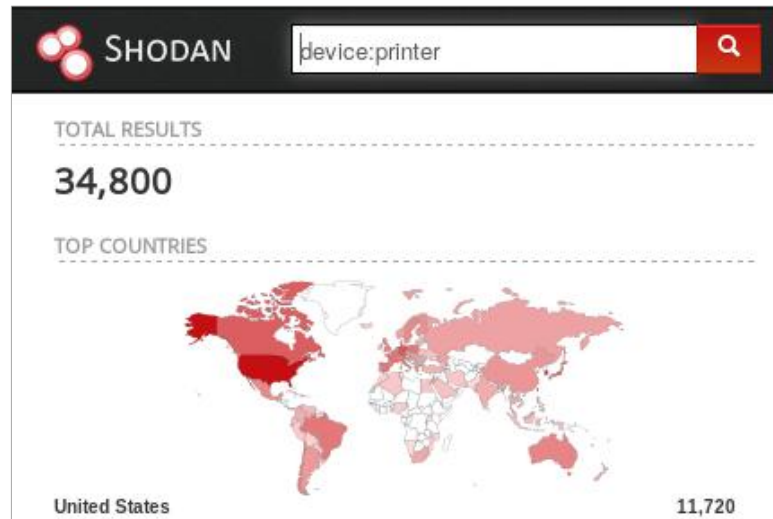 SHODAN
device:printer
TOTAL RESULTS
34,800
TOP COUNTRIES
United States 11,720